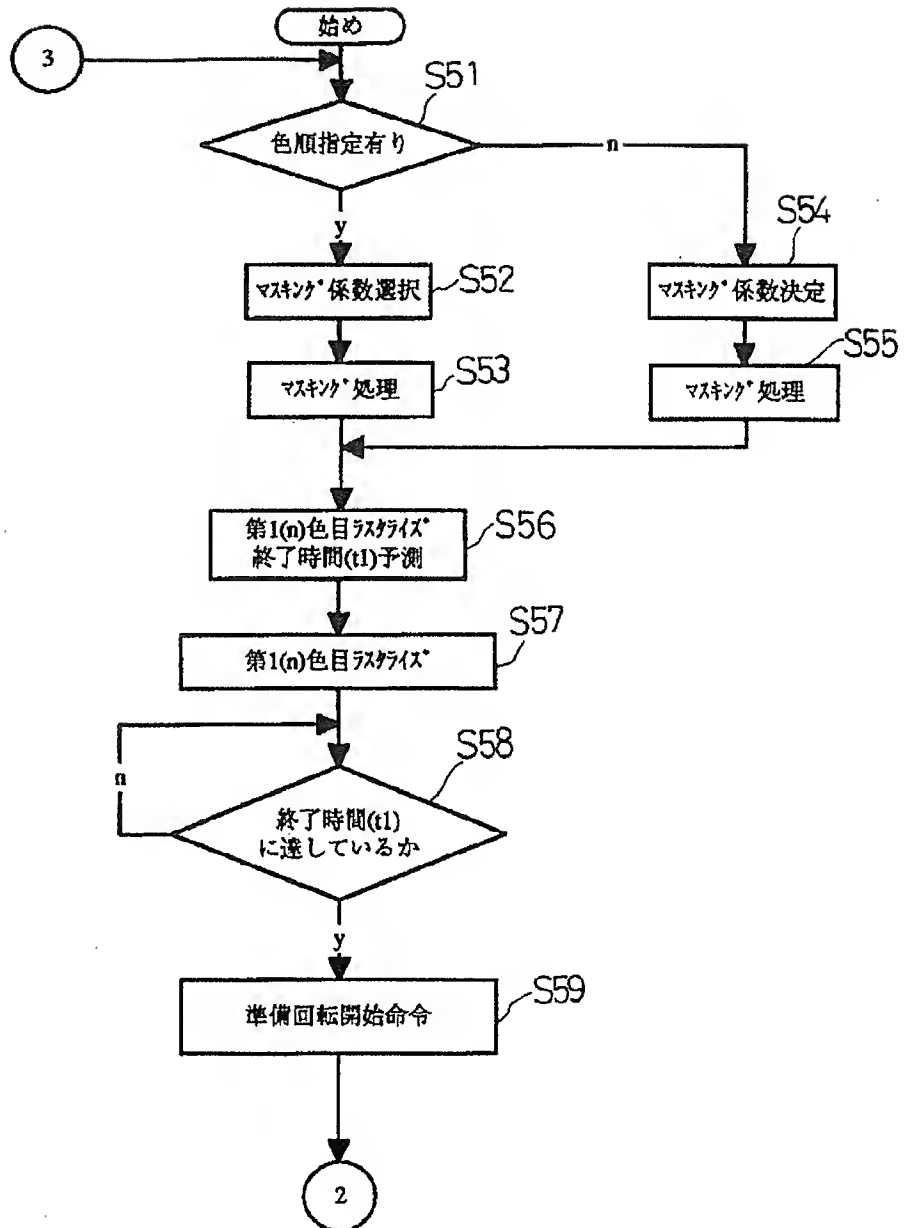 始め
3
S51
色順指定有り
n
y
S54
マスキング係数選択
S52
マスキング係数決定
S55
マスキング処理
S53
マスキング処理
第1(n)色目ラスタライズ
終了時間(t1)予測
S56
S57
第1(n)色目ラスタライズ
S58
n
終了時間(t1)
に達しているか
y
S59
準備回転開始命令
2